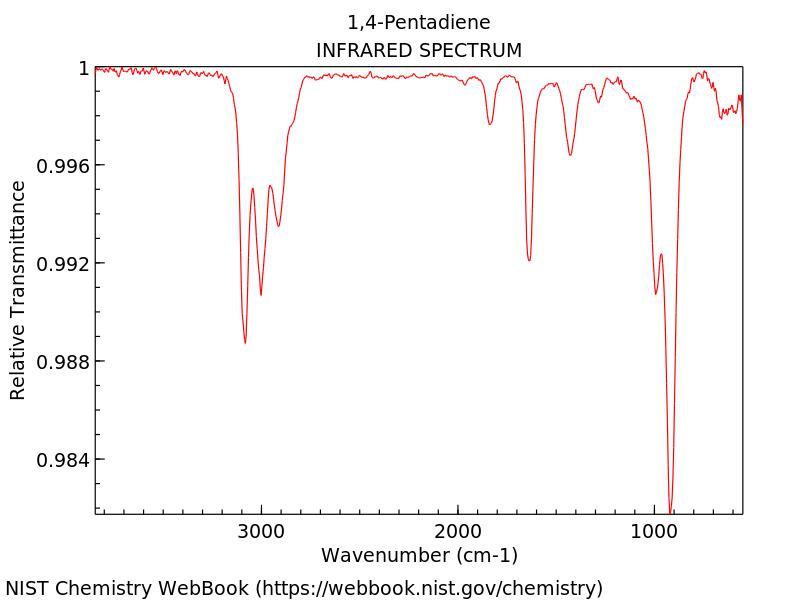 1,4-Pentadiene
INFRARED SPECTRUM
1
0.996
0.992
0.988
0.984
Relative Transmittance
3000 2000 1000
Wavenumber (cm-1)
NIST Chemistry WebBook (https://webbook.nist.gov/chemistry)